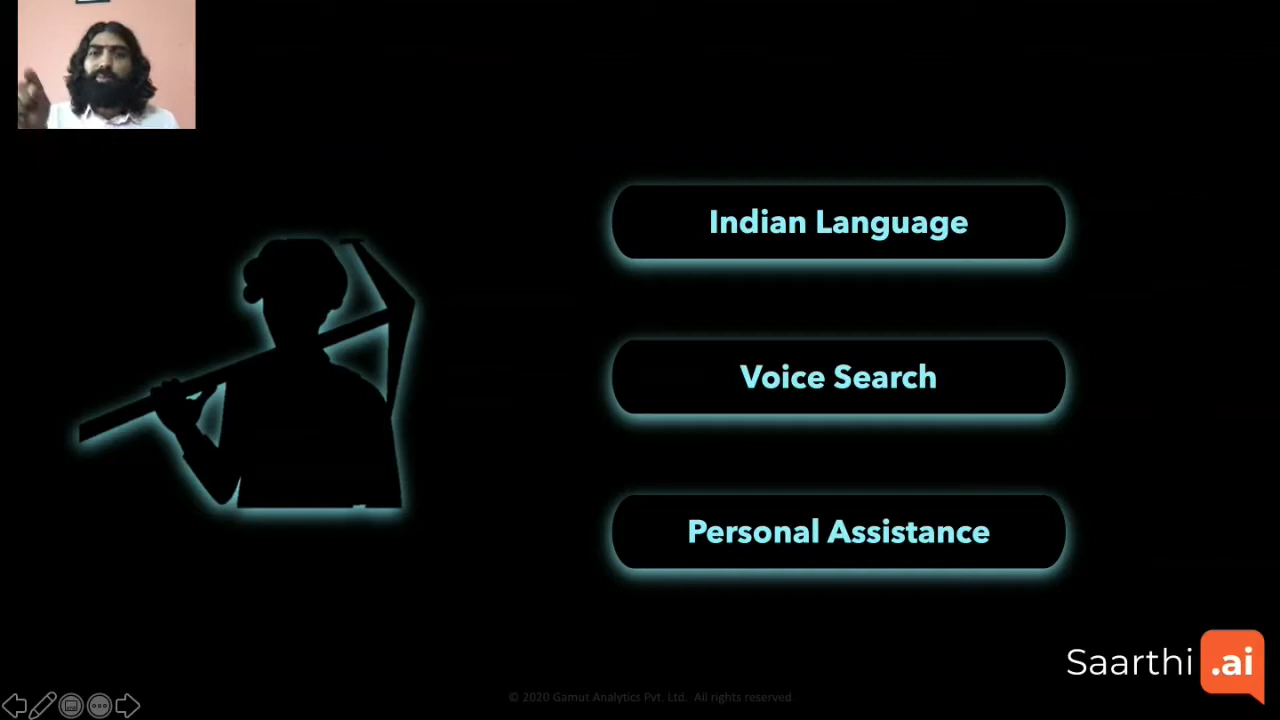 Indian Language
Voice Search
Personal Assistance
Saarthi .ai
© 2020 Gamut Analytics Pvt. Ltd. All rights reserved.